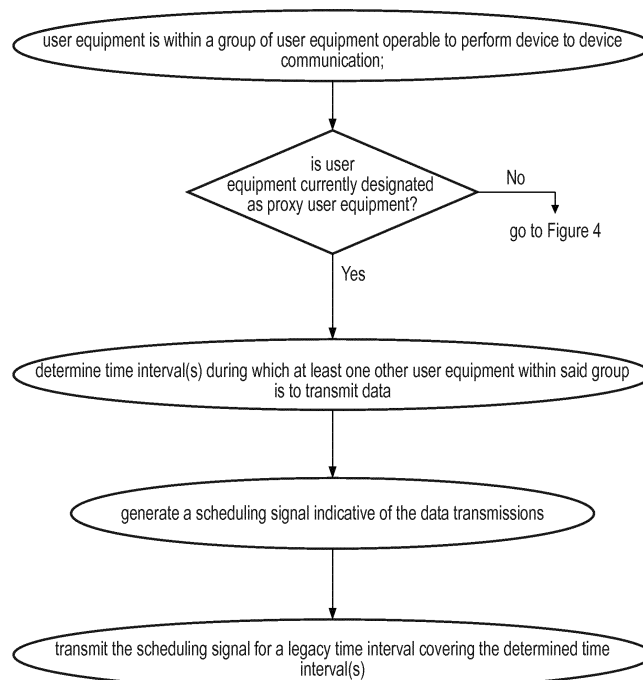 user equipment is within a group of user equipment operable to perform device to device
communication;
is user
equipment currently designated
as proxy user equipment?
No
go to Figure 4
Yes
determine time interval(s) during which at least one other user equipment within said group
is to transmit data
generate a scheduling signal indicative of the data transmissions
transmit the scheduling signal for a legacy time interval covering the determined time
interval(s)